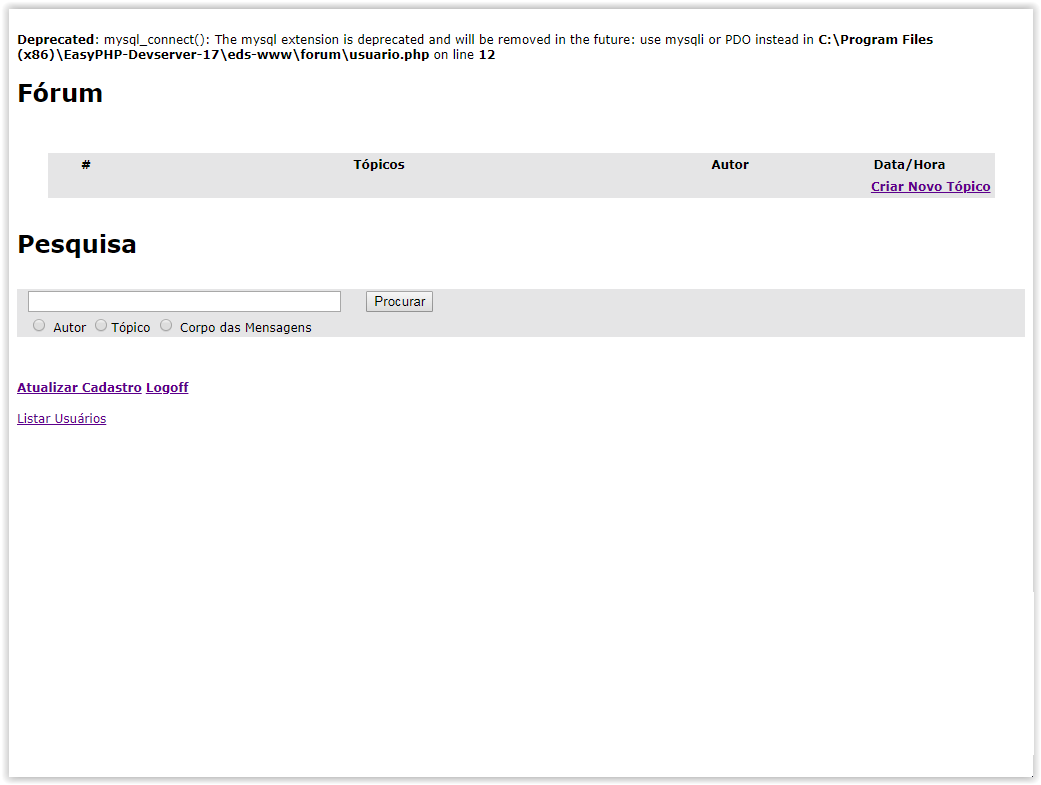 Deprecated: mysql_connect(): The mysql extension is deprecated and will be removed in the future: use mysqli or PDO instead in C:\Program Files
(x86)\EasyPHP-Devserver-17\eds-www\forum\usuario.php on line 12
Fórum
# Tópicos Autor Data/Hora
Criar Novo Tópico
Pesquisa
Procurar
Autor Tópico Corpo das Mensagens
Atualizar Cadastro Logoff
Listar Usuários